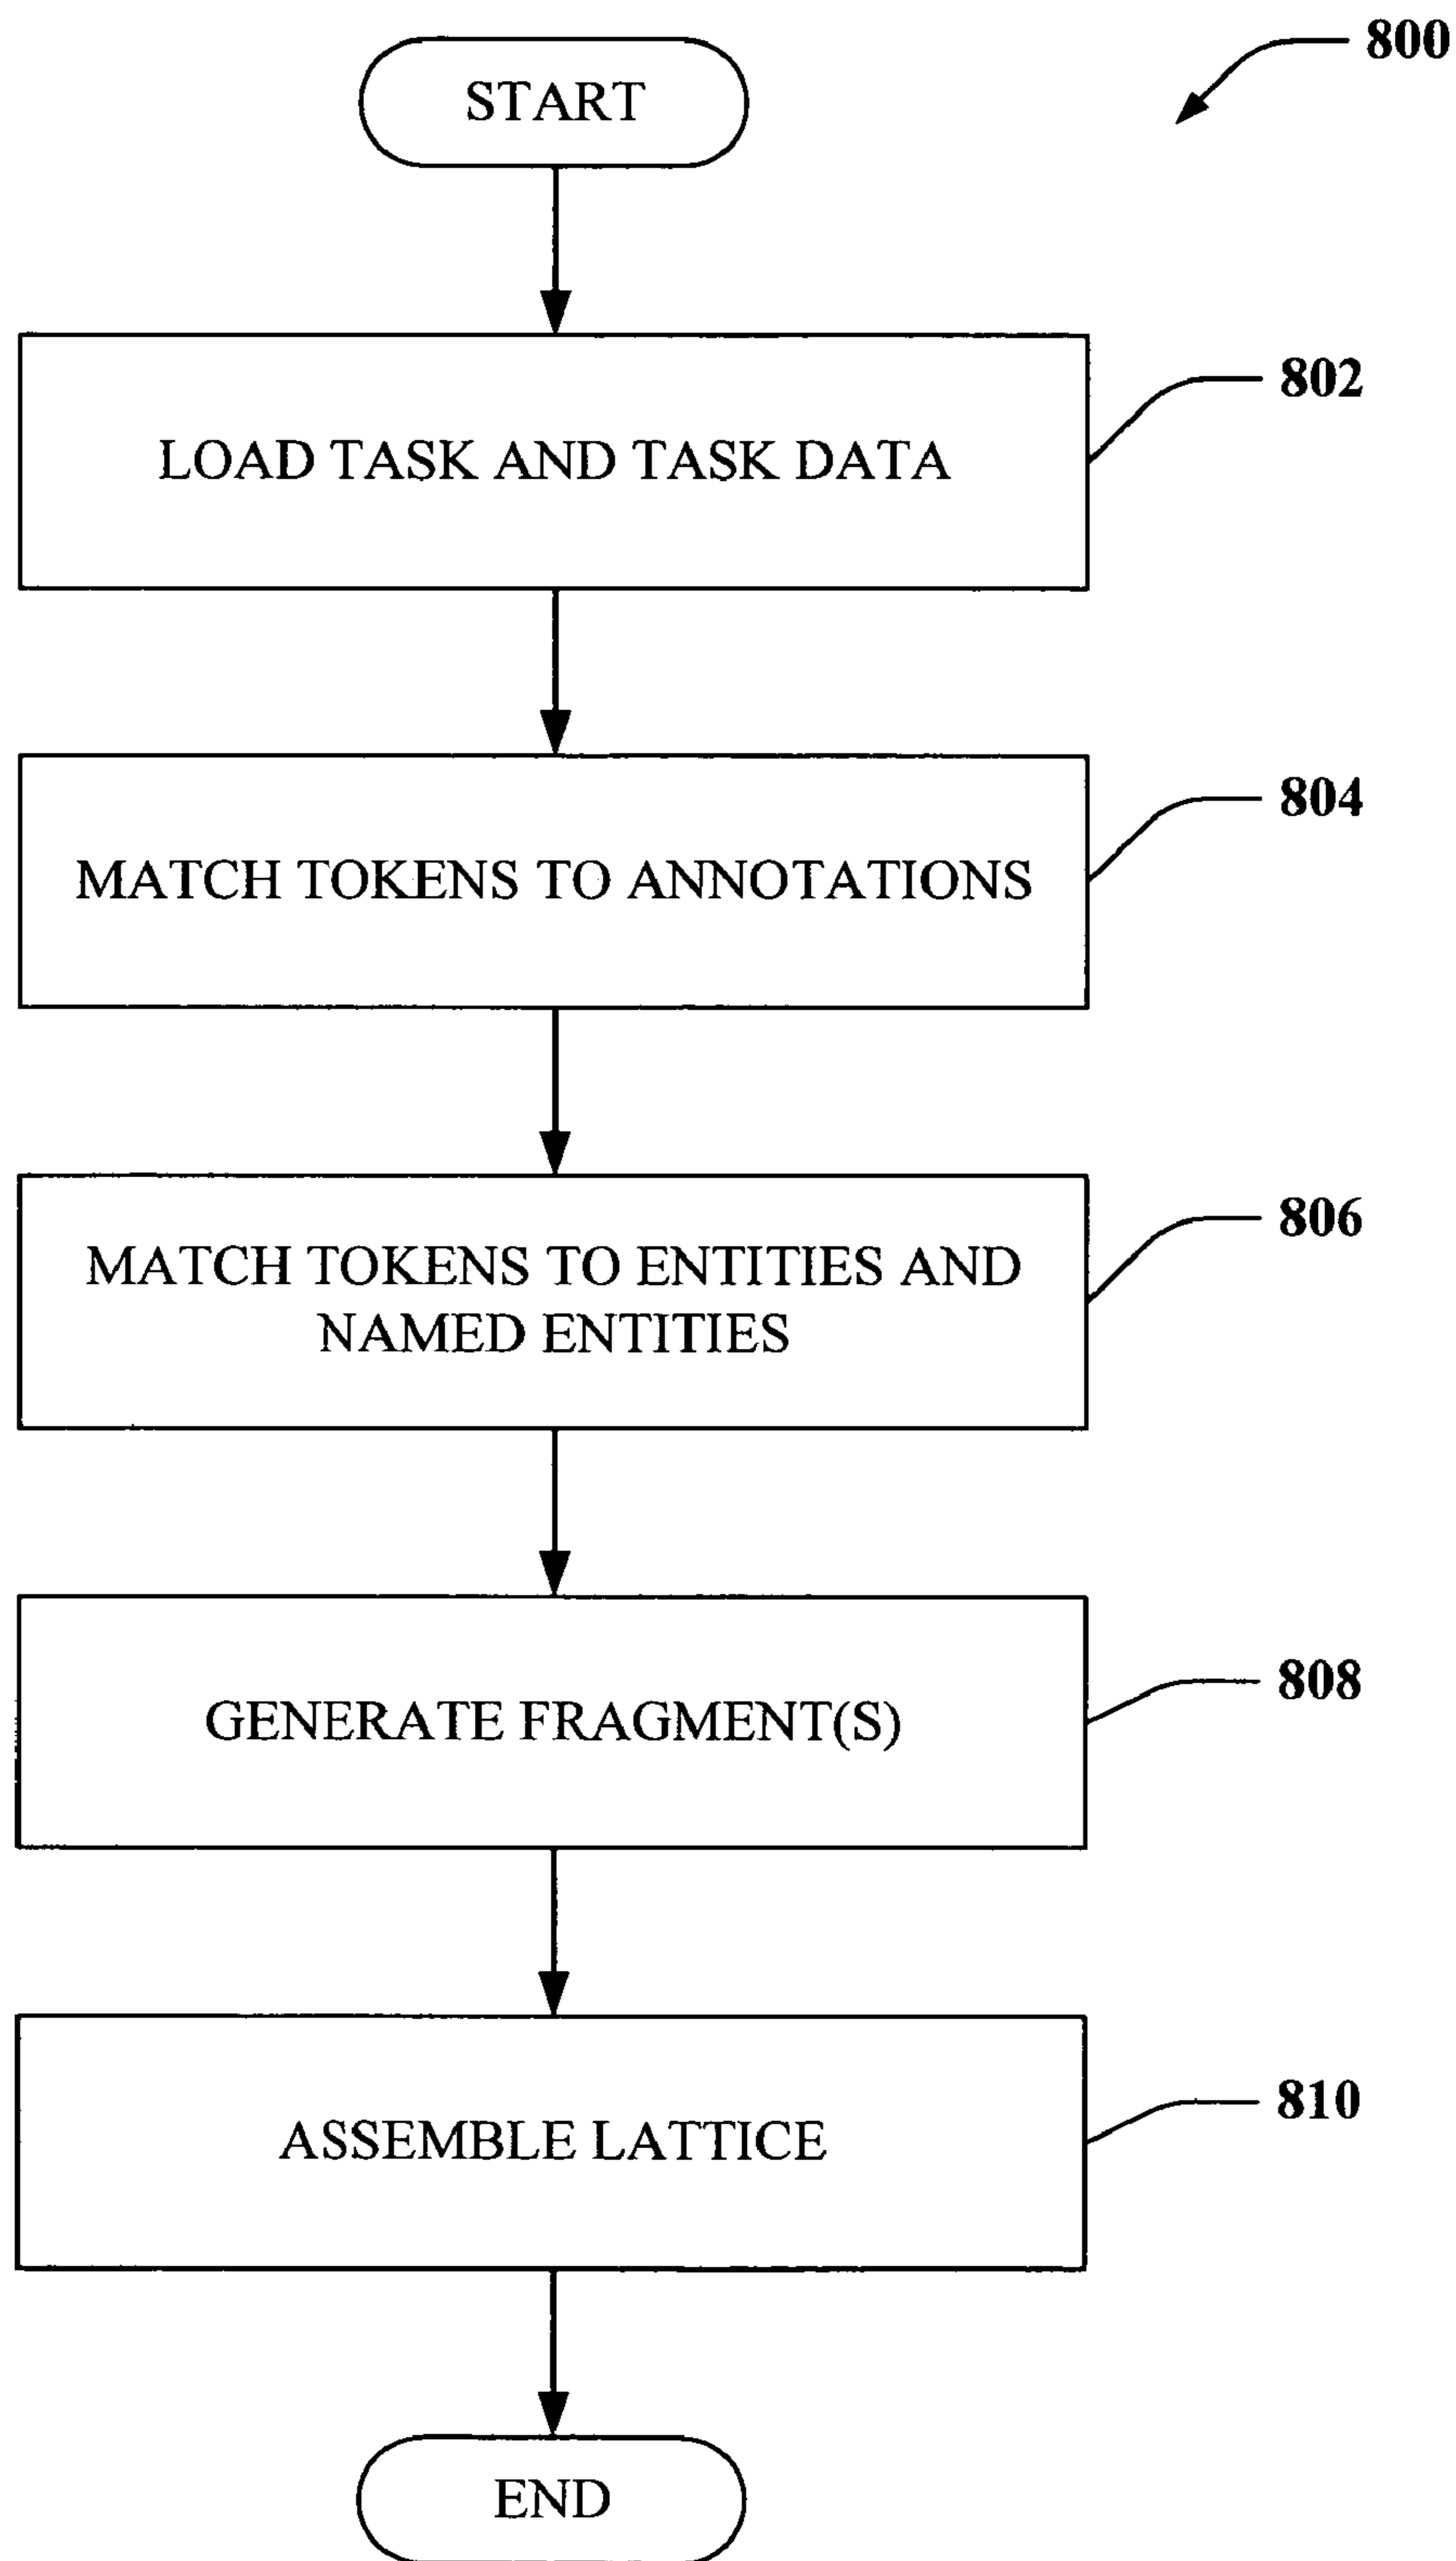 800
START
802
LOAD TASK AND TASK DATA
804
MATCH TOKENS TO ANNOTATIONS
806
MATCH TOKENS TO ENTITIES AND
NAMED ENTITIES
808
GENERATE FRAGMENT(S)
810
ASSEMBLE LATTICE
END